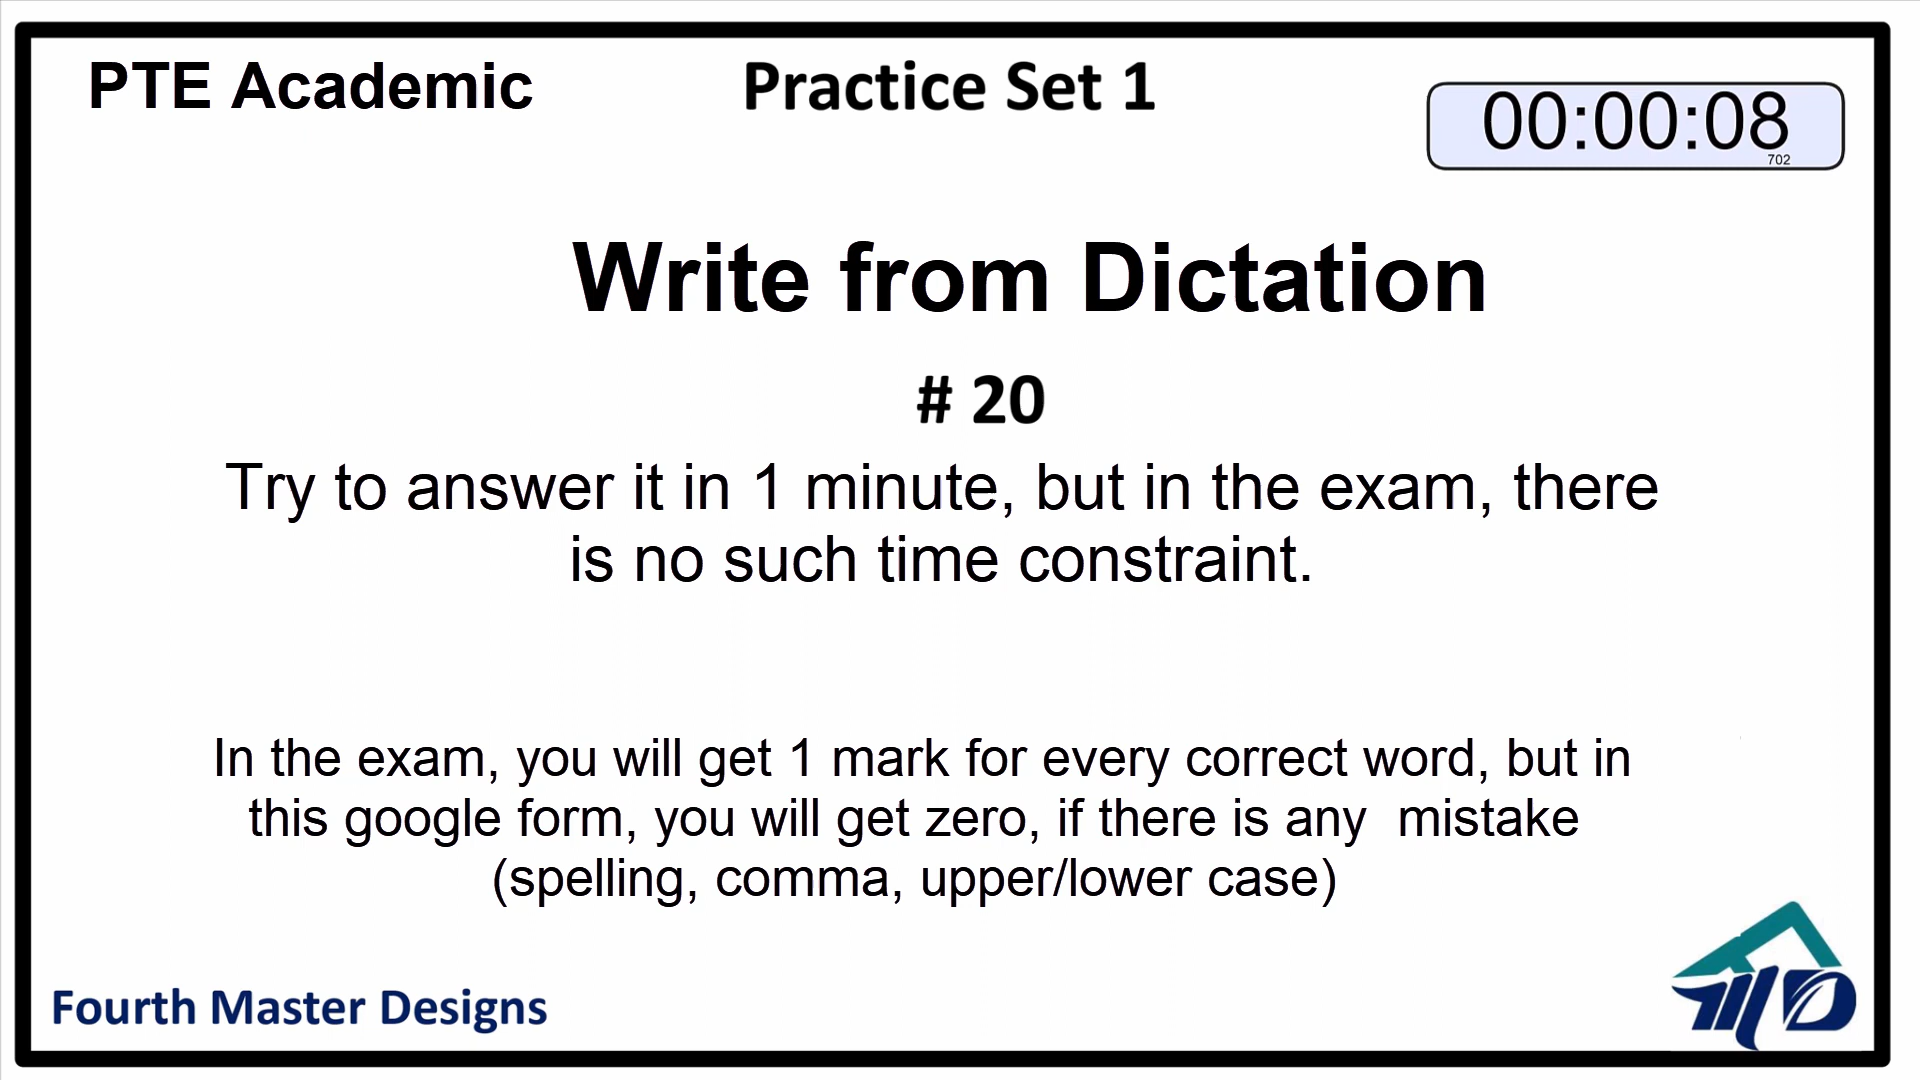 PTE Academic
Practice Set 1
00:00:08
702
Write from Dictation
# 20
Try to answer it in 1 minute, but in the exam, there
is no such time constraint.
In the exam, you will get 1 mark for every correct word, but in
this google form, you will get zero, if there is any  mistake
(spelling, comma, upper/lower case)
Fourth Master Designs